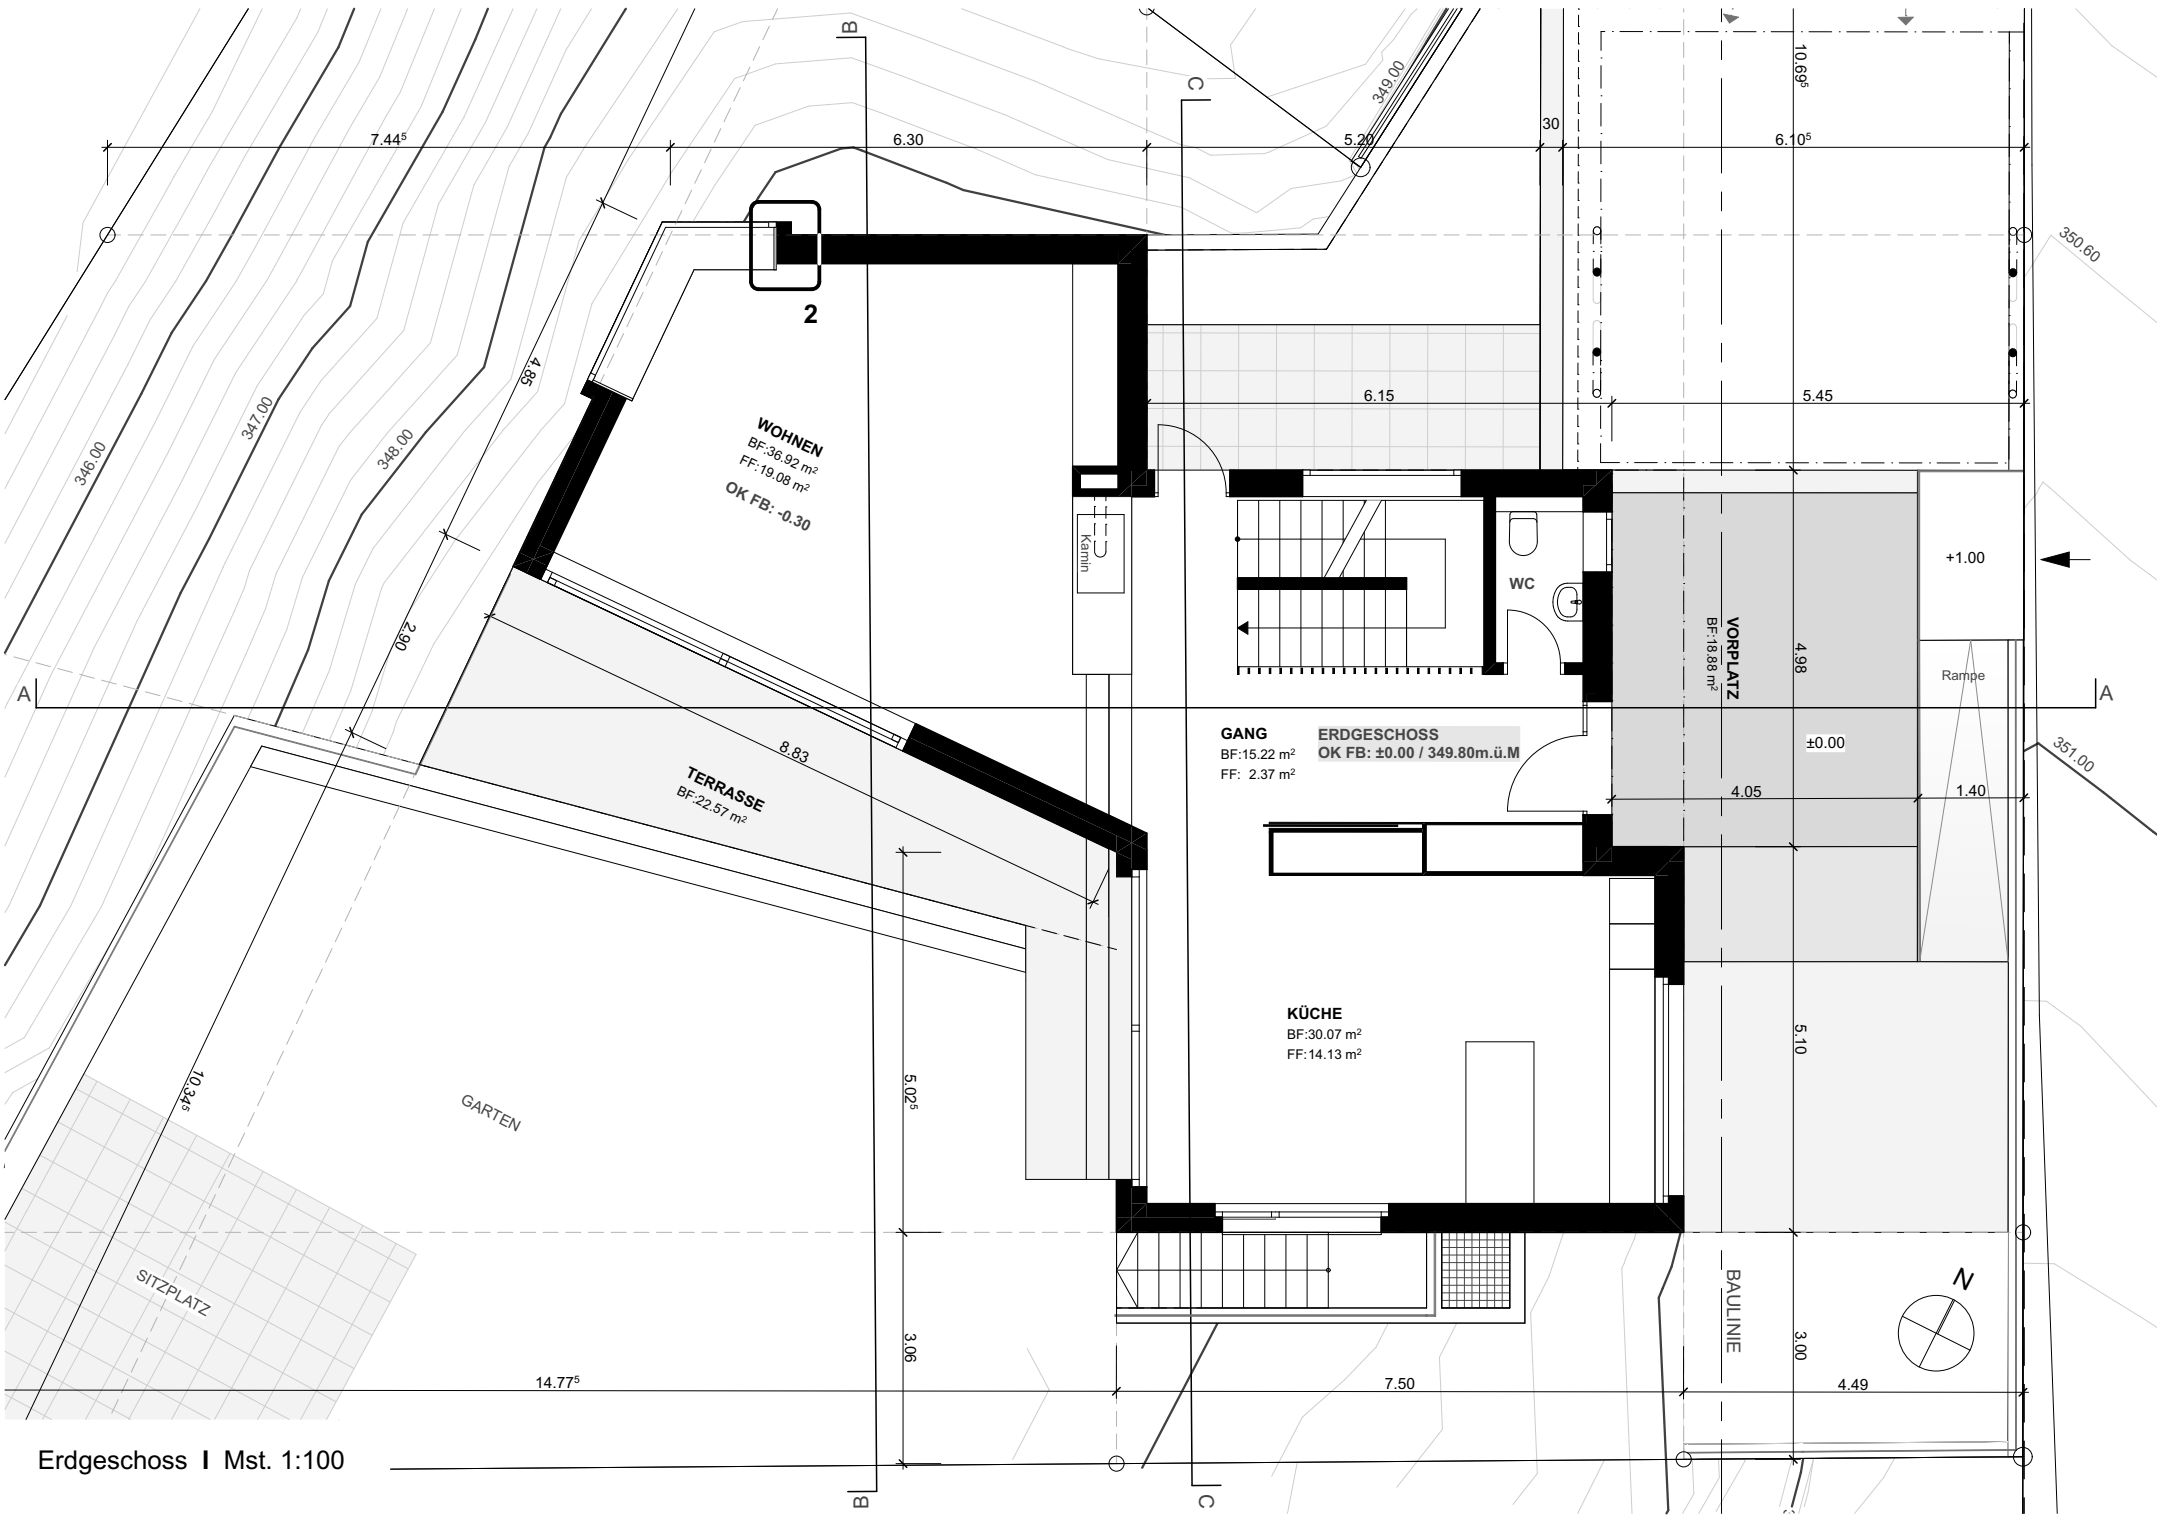 B
C
349.00
10.69⁵
7.44⁵
6.30
5.20
30
6.10⁵
350.60
2
4.85
346.00
347.00
348.00
6.15
5.45
WOHNEN
BF:36.92 m²
FF:19.08 m²
OK FB: -0.30
Kamin
WC
+1.00
2.90
VORPLATZ
BF:18.88 m²
4.98
Rampe
A
A
GANG
BF:15.22 m²
FF: 2.37 m²
ERDGESCHOSS
OK FB: ±0.00 / 349.80m.ü.M
±0.00
351.00
8.83
TERRASSE
BF:22.57 m²
4.05
1.40
KÜCHE
BF:30.07 m²
FF:14.13 m²
5.10
10.34⁵
GARTEN
5.02⁵
SITZPLATZ
N
BAULINIE
3.06
3.00
14.77⁵
7.50
4.49
Erdgeschoss I Mst. 1:100
B
C